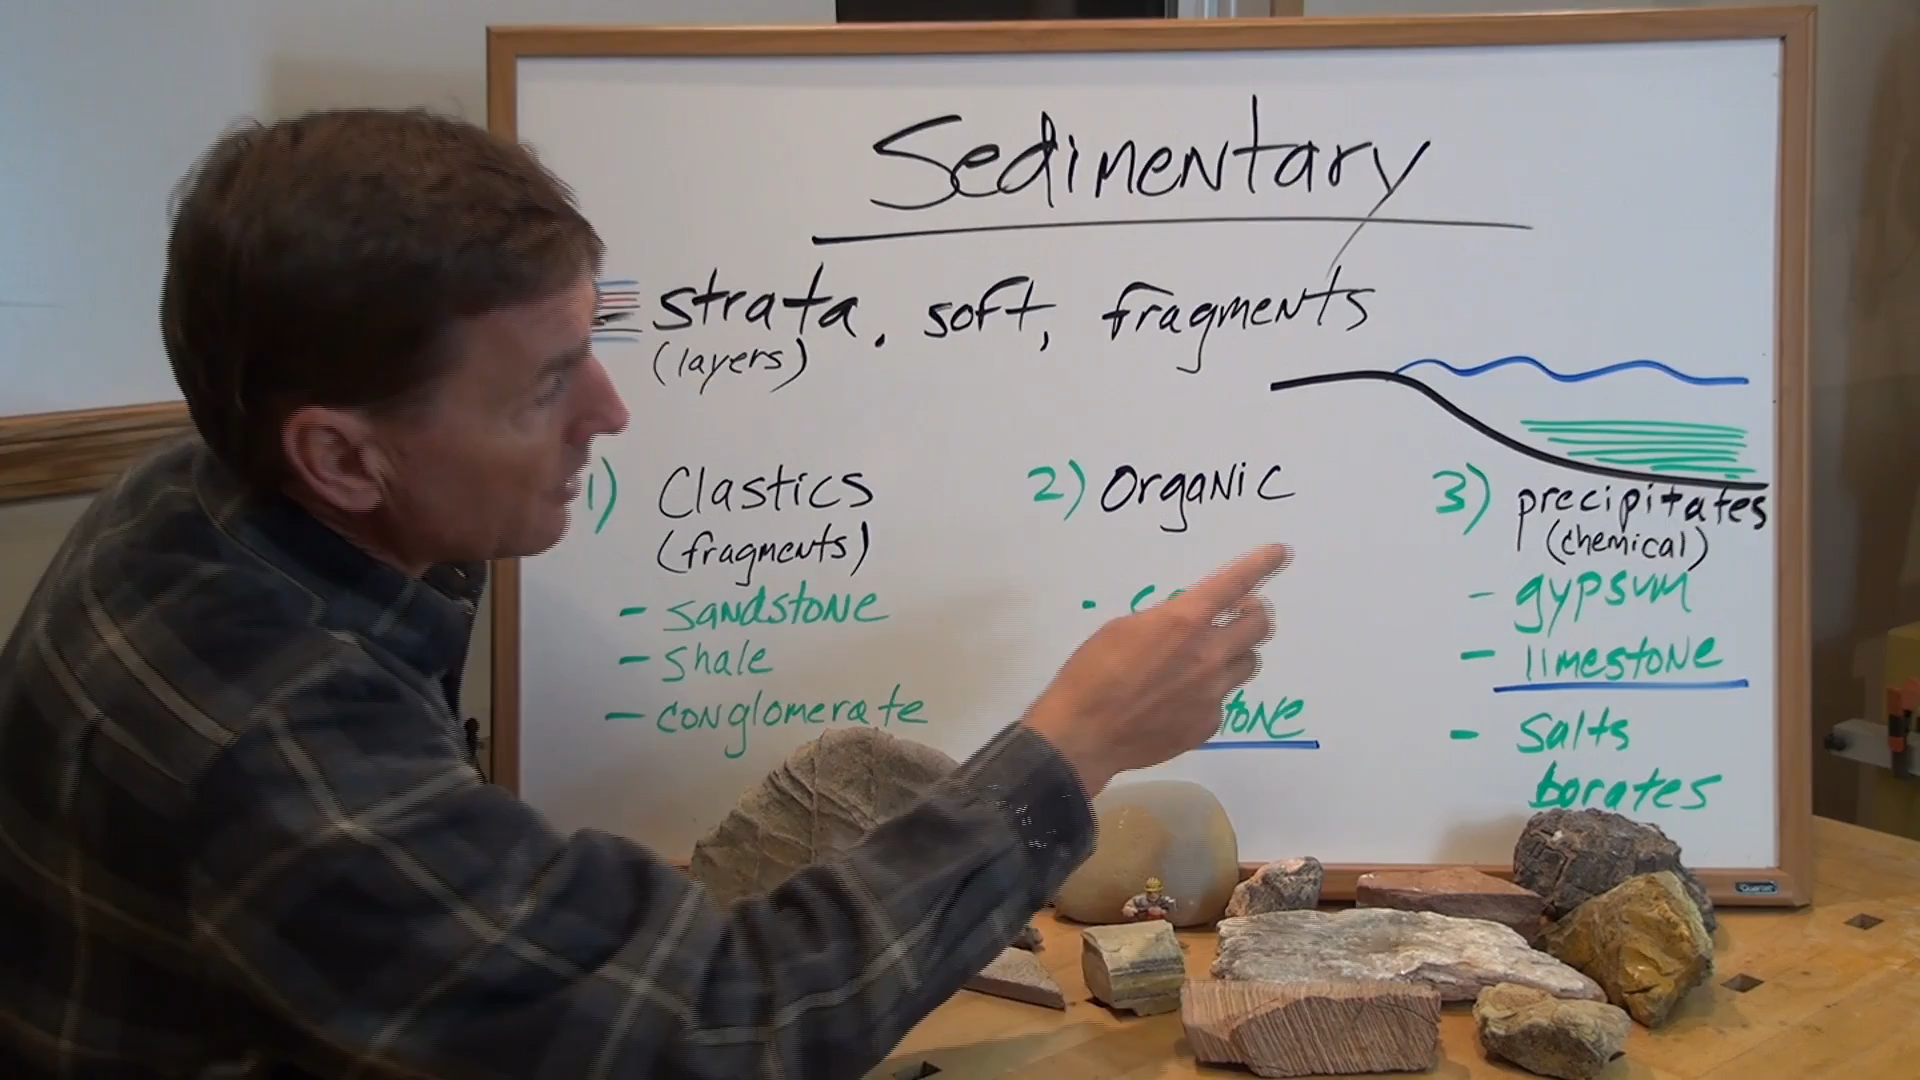 Sedimentary
strata, soft, fragments
(layers)
1) Clastics
(fragments)
- sandstone
- shale
- conglomerate
2) Organic
3) precipitates
(chemical)
- gypsum
- limestone
- salts
borates
Quartet